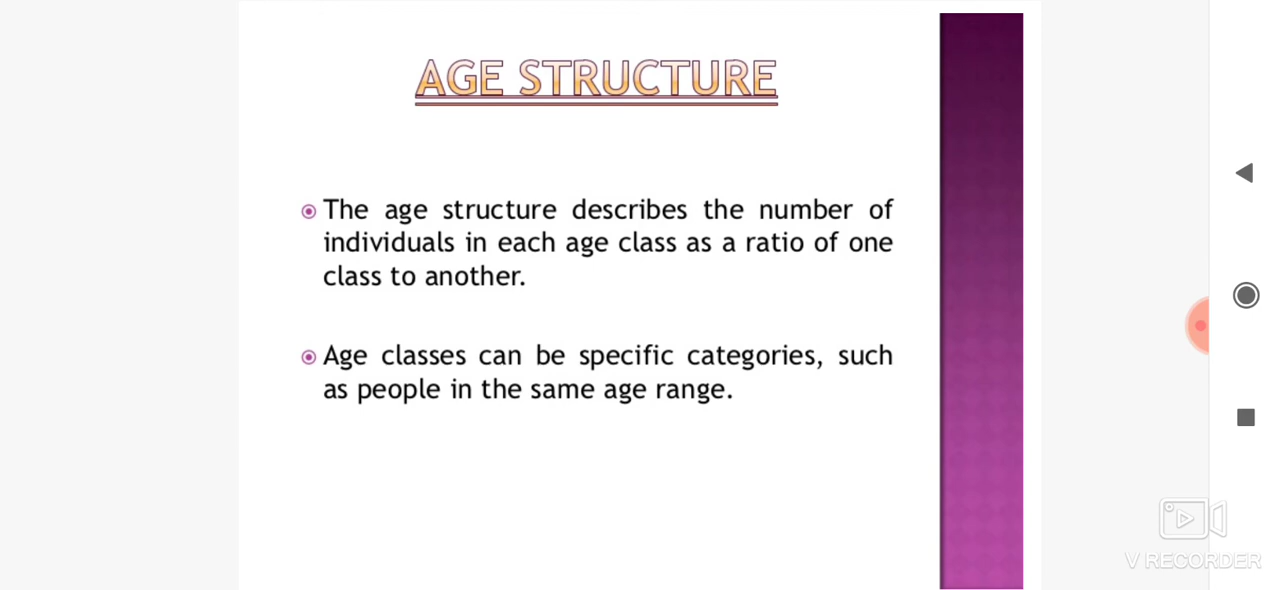 AGE STRUCTURE
The age structure describes the number of
individuals in each age class as a ratio of one
class to another.
Age classes can be specific categories, such
as people in the same age range.
V RECORDER